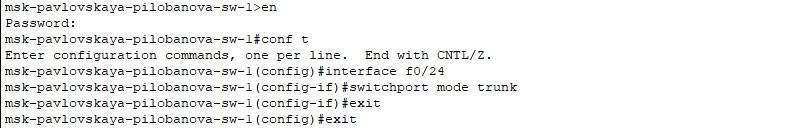 msk-pavlovskaya-pilobanova-sw-1>en
Password:
msk-pavlovskaya-pilobanova-sw-1#conf t
Enter configuration commands, one per line.  End with CNTL/Z.
msk-pavlovskaya-pilobanova-sw-1(config)#interface f0/24
msk-pavlovskaya-pilobanova-sw-1(config-if)#switchport mode trunk
msk-pavlovskaya-pilobanova-sw-1(config-if)#exit
msk-pavlovskaya-pilobanova-sw-1(config)#exit